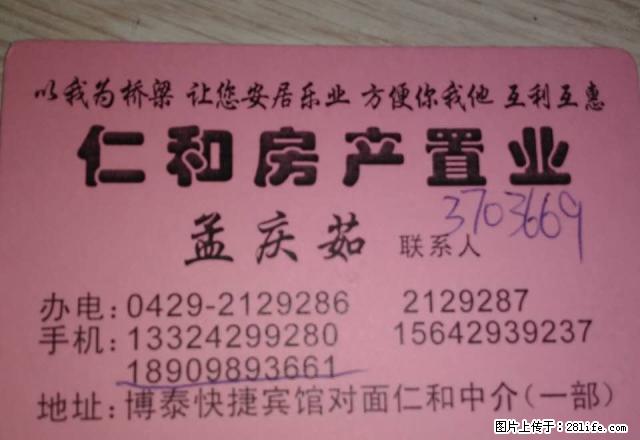 以我为桥梁 让您安居乐业 方便你我他 互利互惠
仁和房产置业
3703669
孟庆茹 联系人
办电:0429-2129286 2129287
手机:13324299280 15642939237
18909893661
地址:博泰快捷宾馆对面仁和中介(一部)
图片上传于:28life.com